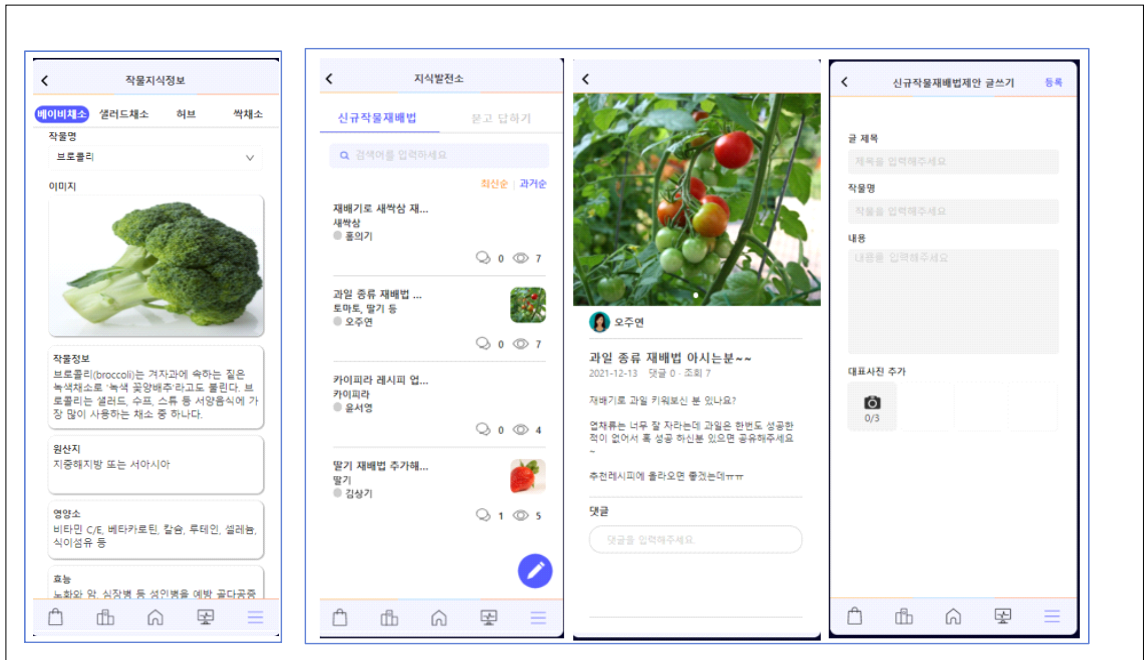 작물지식정보
베이비채소 샐러드채소 허브 싹채소
작물명
브로콜리
이미지
작물정보
브로콜리(broccoli)는 겨자과에 속하는 짙은
녹색채소로 '녹색 꽃양배추'라고도 불린다. 브
로콜리는 샐러드, 수프, 스튜 등 서양음식에 가
장 많이 사용하는 채소 중 하나다.
원산지
지중해지방 또는 서아시아
영양소
비타민 C/E, 베타카로틴, 칼슘, 루테인, 셀레늄,
식이섬유 등
효능
노화와 암, 심장병 등 성인병을 예방 골다공증
지식발전소
신규작물재배법 묻고 답하기
검색어를 입력하세요
최신순 | 과거순
재배기로 새싹삼 재...
새싹삼
홍의기
0 7
과일 종류 재배법 ...
토마토, 딸기 등
오주연
0 7
카이피라 레시피 업...
카이피라
윤서영
0 4
딸기 재배법 추가해...
딸기
김상기
1 5
오주연
과일 종류 재배법 아시는분~~
2021-12-13 댓글 0 · 조회 7
재배기로 과일 키워보신 분 있나요?
엽채류는 너무 잘 자라는데 과일은 한번도 성공한
적이 없어서 혹 성공 하신분 있으면 공유해주세요
~
추천레시피에 올라오면 좋겠는데ㅠㅠ
댓글
댓글을 입력해주세요.
신규작물재배법제안 글쓰기 등록
글 제목
제목을 입력해주세요
작물명
작물을 입력해주세요
내용
내용을 입력해주세요
대표사진 추가
0/3